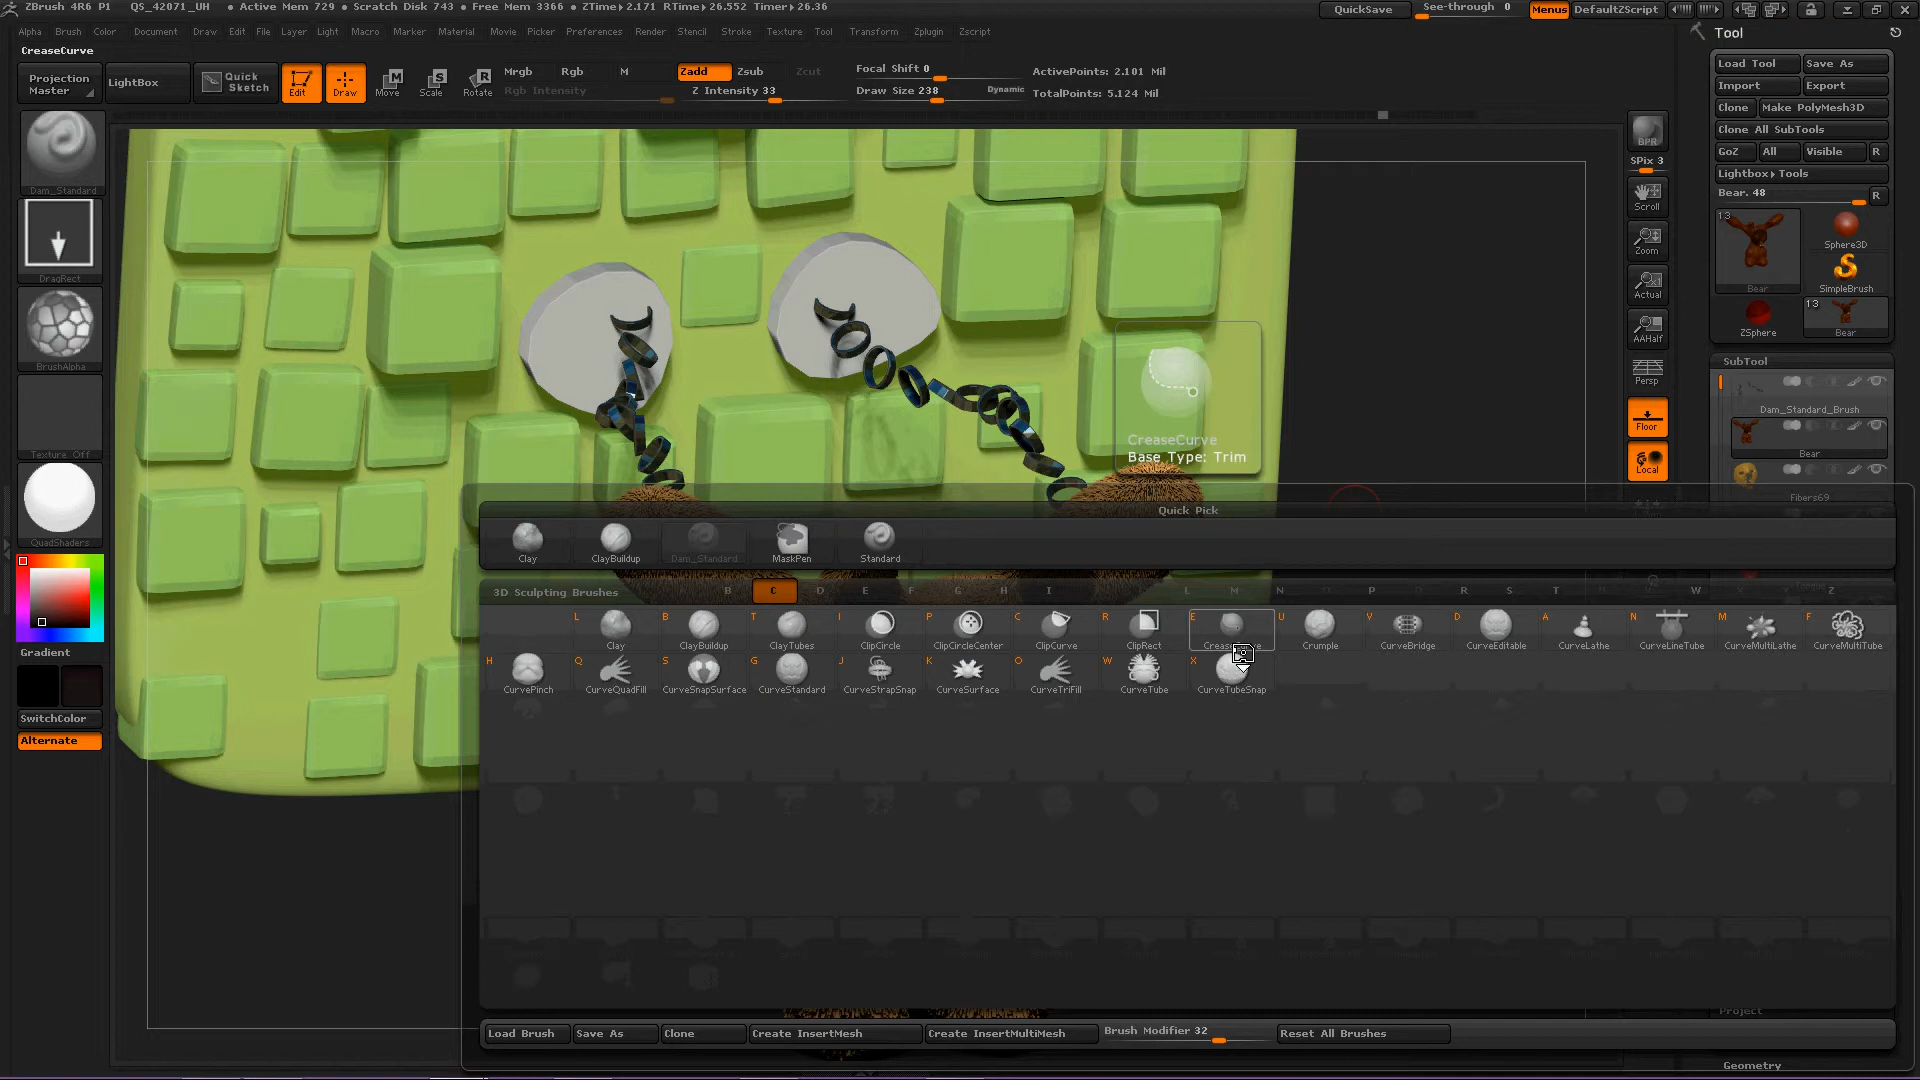 ZBrush 4R6 P1 QS_42071_UH • Active Mem 729 • Scratch Disk 743 • Free Mem 3366 • ZTime▸2.171 RTime▸26.552 Timer▸26.36 QuickSave See-through 0 Menus DefaultZScript
Alpha Brush Color Document Draw Edit File Layer Light Macro Marker Material Movie Picker Preferences Render Stencil Stroke Texture Tool Transform Zplugin Zscript
CreaseCurve
Projection Master
LightBox
Quick Sketch
Edit
Draw
Move
Scale
Rotate
Mrgb Rgb M
Rgb Intensity
Zadd Zsub Zcut
Z Intensity 33
Focal Shift 0
Draw Size 238
Dynamic
ActivePoints: 2.101 Mil
TotalPoints: 5.124 Mil
Dam_Standard
DragRect
BrushAlpha
Texture Off
QuadShaders
Gradient
SwitchColor
Alternate
CreaseCurve
Base Type: Trim
Quick Pick
Clay ClayBuildup Dam_Standard MaskPen Standard
3D Sculpting Brushes B C D E F G H I L M N O P R S T W Z
L B T I P C R E U V D A N M F
Clay ClayBuildup ClayTubes ClipCircle ClipCircleCenter ClipCurve ClipRect Crumple CurveBridge CurveEditable CurveLathe CurveLineTube CurveMultiLathe CurveMultiTube
H Q S G J K O W X
CurvePinch CurveQuadFill CurveSnapSurface CurveStandard CurveStrapSnap CurveSurface CurveTriFill CurveTube CurveTubeSnap
Load Brush Save As Clone Create InsertMesh Create InsertMultiMesh Brush Modifier 32 Reset All Brushes
BPR
SPix 3
Scroll
Zoom
Actual
AAHalf
Persp
Floor
Local
Tool
Load Tool Save As
Import Export
Clone Make PolyMesh3D
Clone All SubTools
GoZ All Visible R
Lightbox▸Tools
Bear. 48 R
13
Bear
Sphere3D
SimpleBrush
ZSphere
13
Bear
SubTool
Dam_Standard_Brush
Bear
Fibers69
Project
Geometry